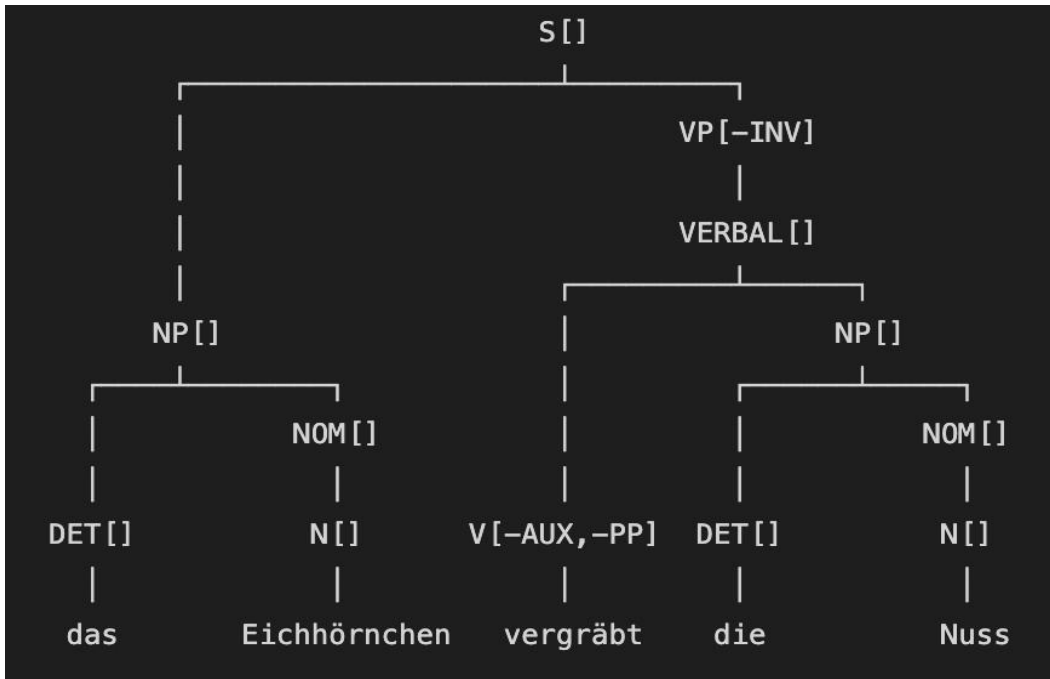 S[]
VP[-INV]
VERBAL[]
NP[] NP[]
NOM[] NOM[]
DET[] N[] V[-AUX,-PP] DET[] N[]
das Eichhörnchen vergräbt die Nuss